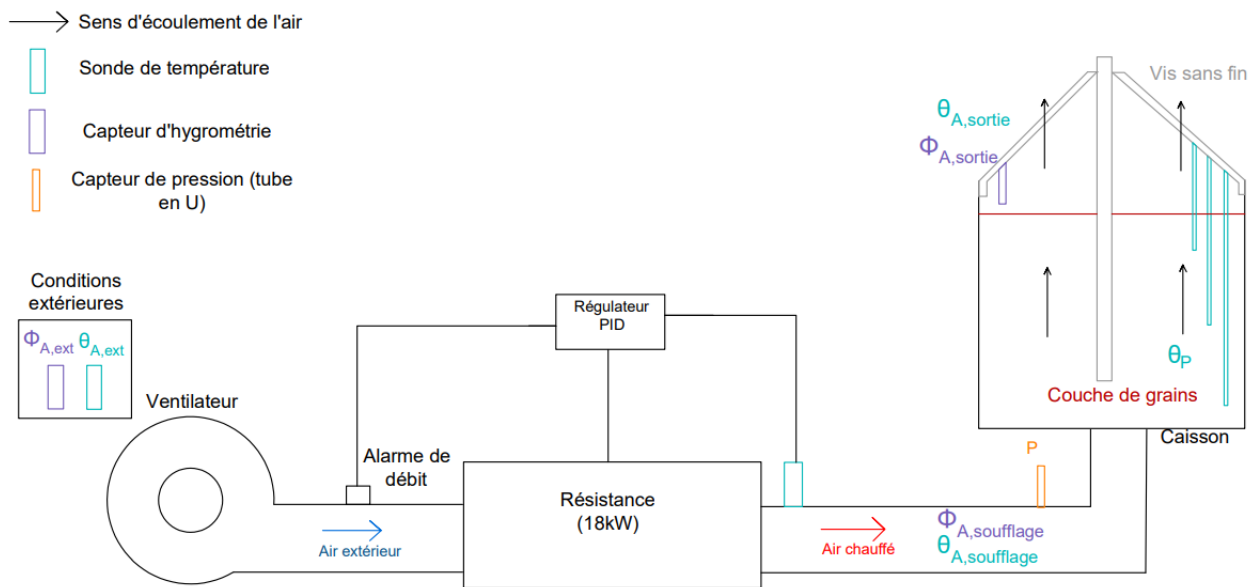 Sens d'écoulement de l'air
Sonde de température
Capteur d'hygrométrie
Capteur de pression (tube
en U)
Vis sans fin
θA,sortie
ΦA,sortie
Conditions
extérieures
ΦA,ext θA,ext
Régulateur
PID
Ventilateur
Alarme de
débit
θP
Couche de grains
Caisson
P
Résistance
(18kW)
Air extérieur
Air chauffé
ΦA,soufflage
θA,soufflage